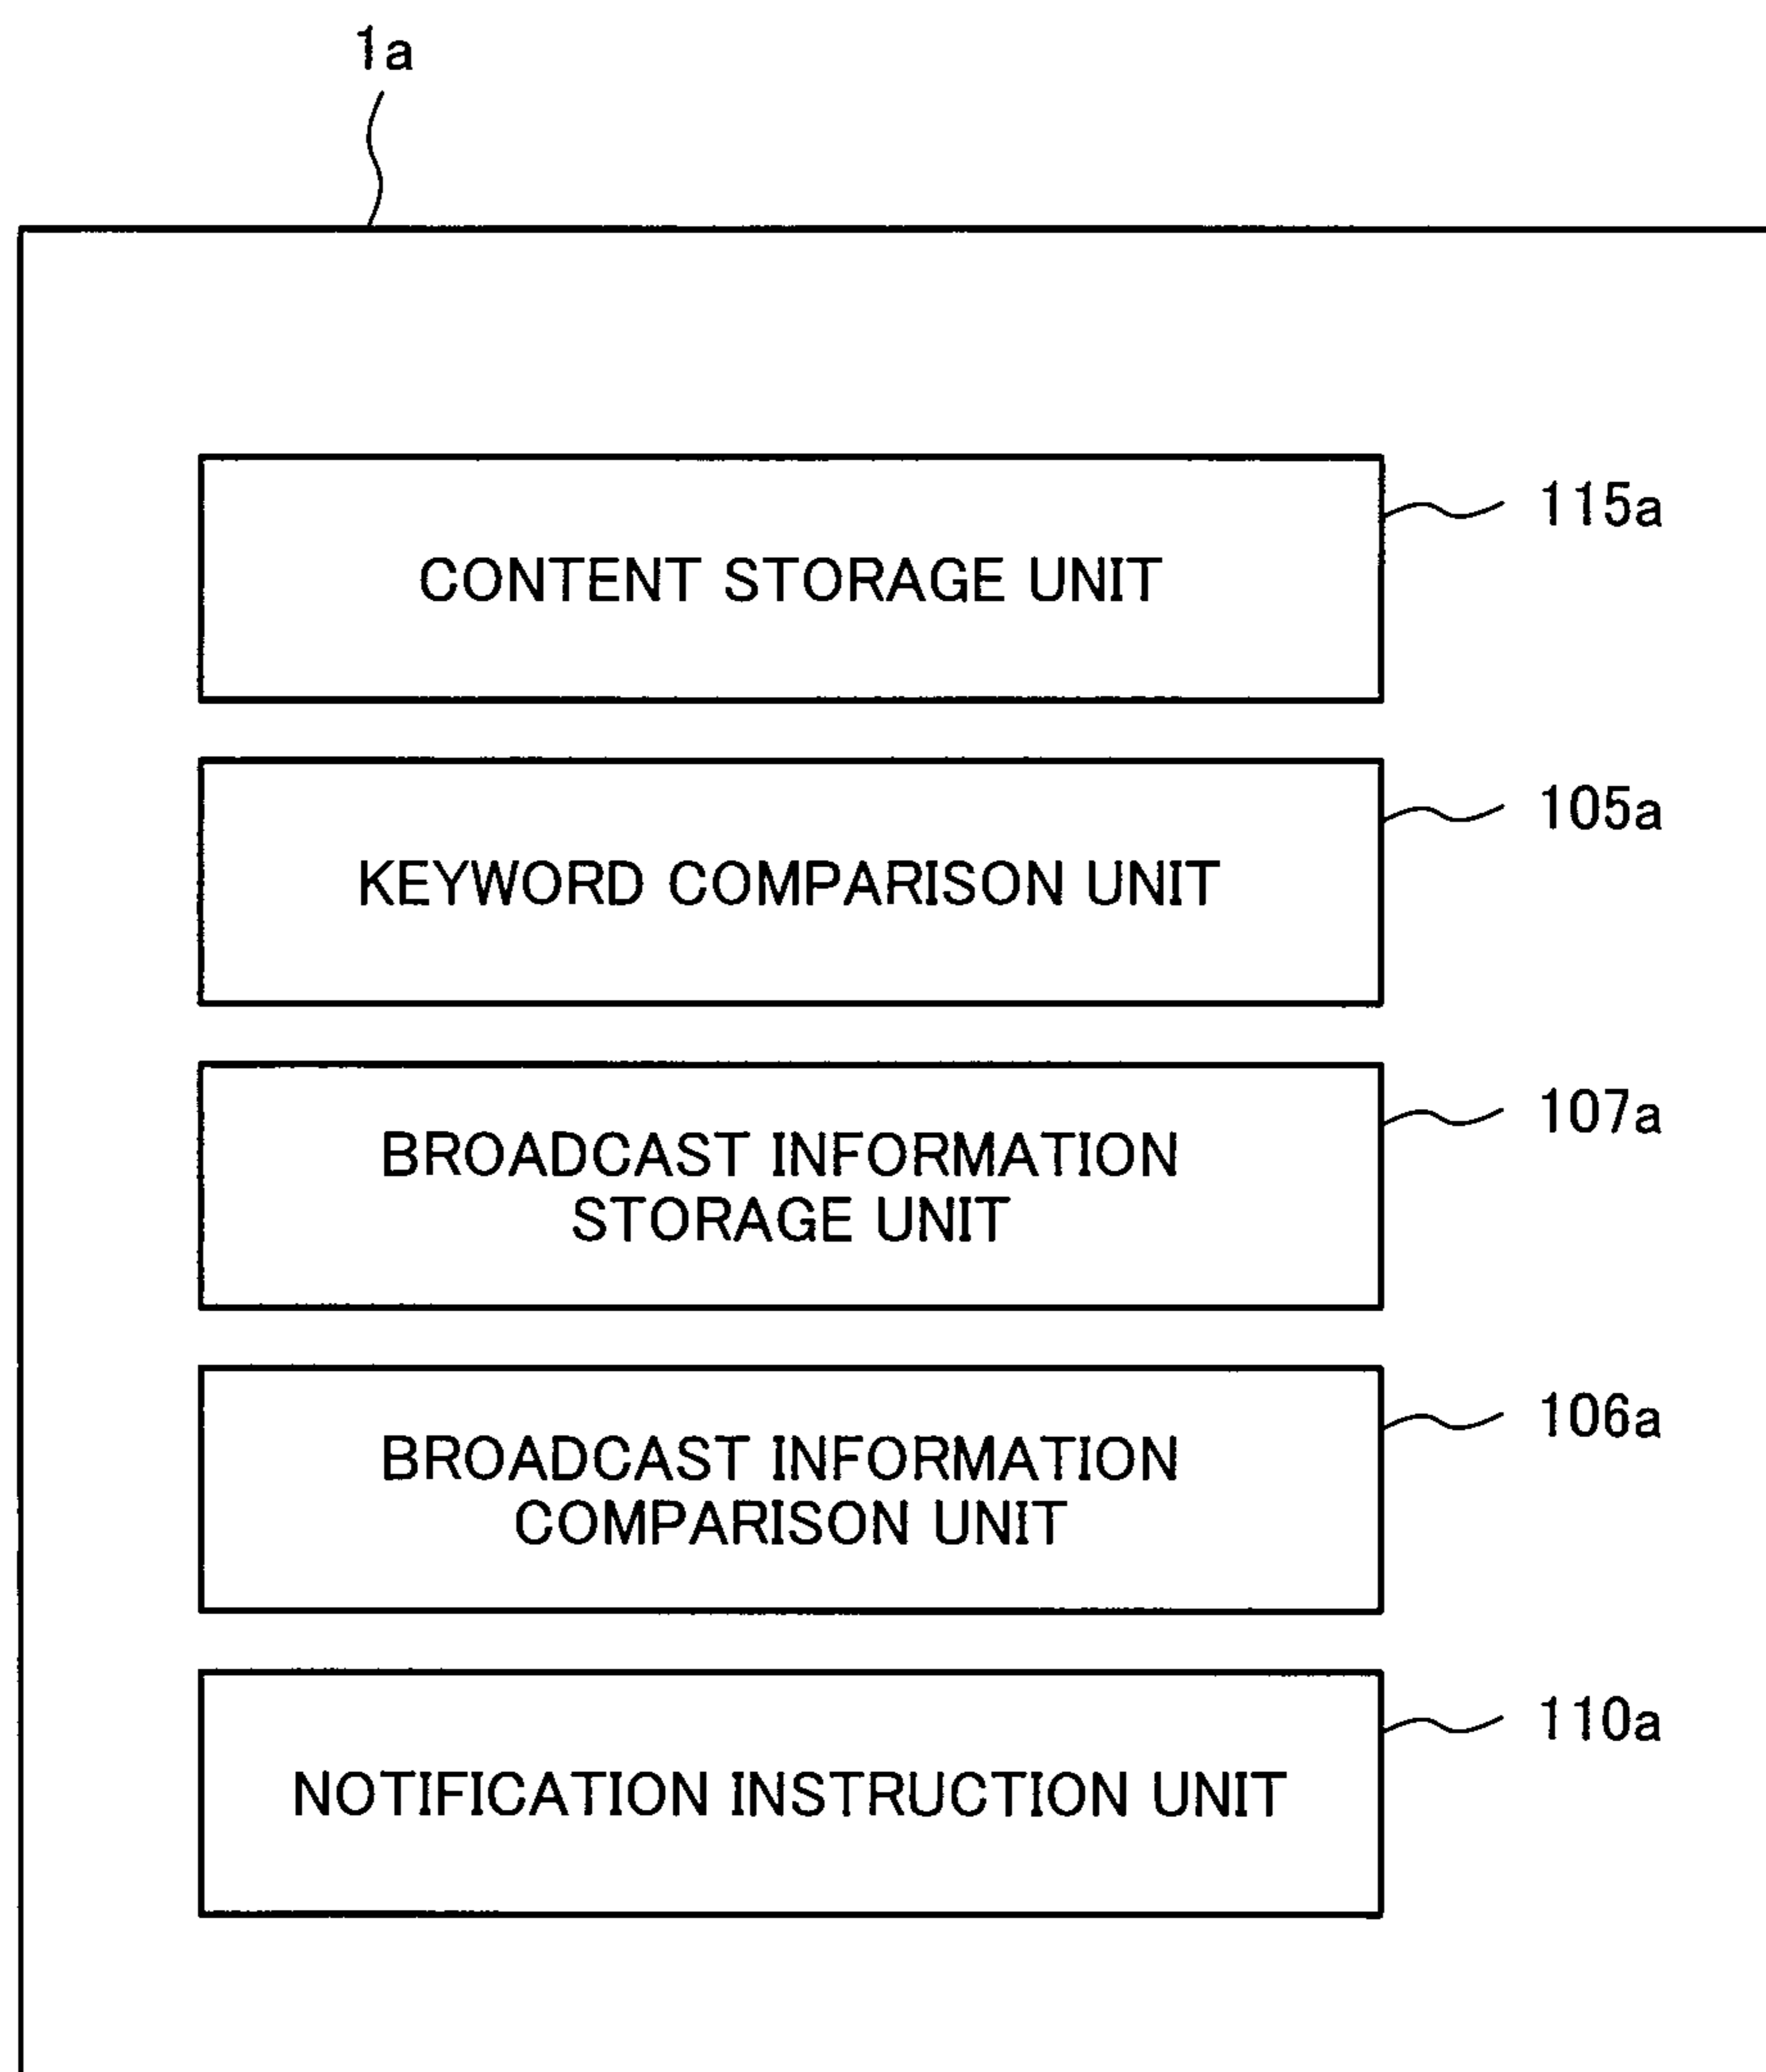 1a
CONTENT STORAGE UNIT
115a
KEYWORD COMPARISON UNIT
105a
BROADCAST INFORMATION
STORAGE UNIT
107a
BROADCAST INFORMATION
COMPARISON UNIT
106a
NOTIFICATION INSTRUCTION UNIT
110a